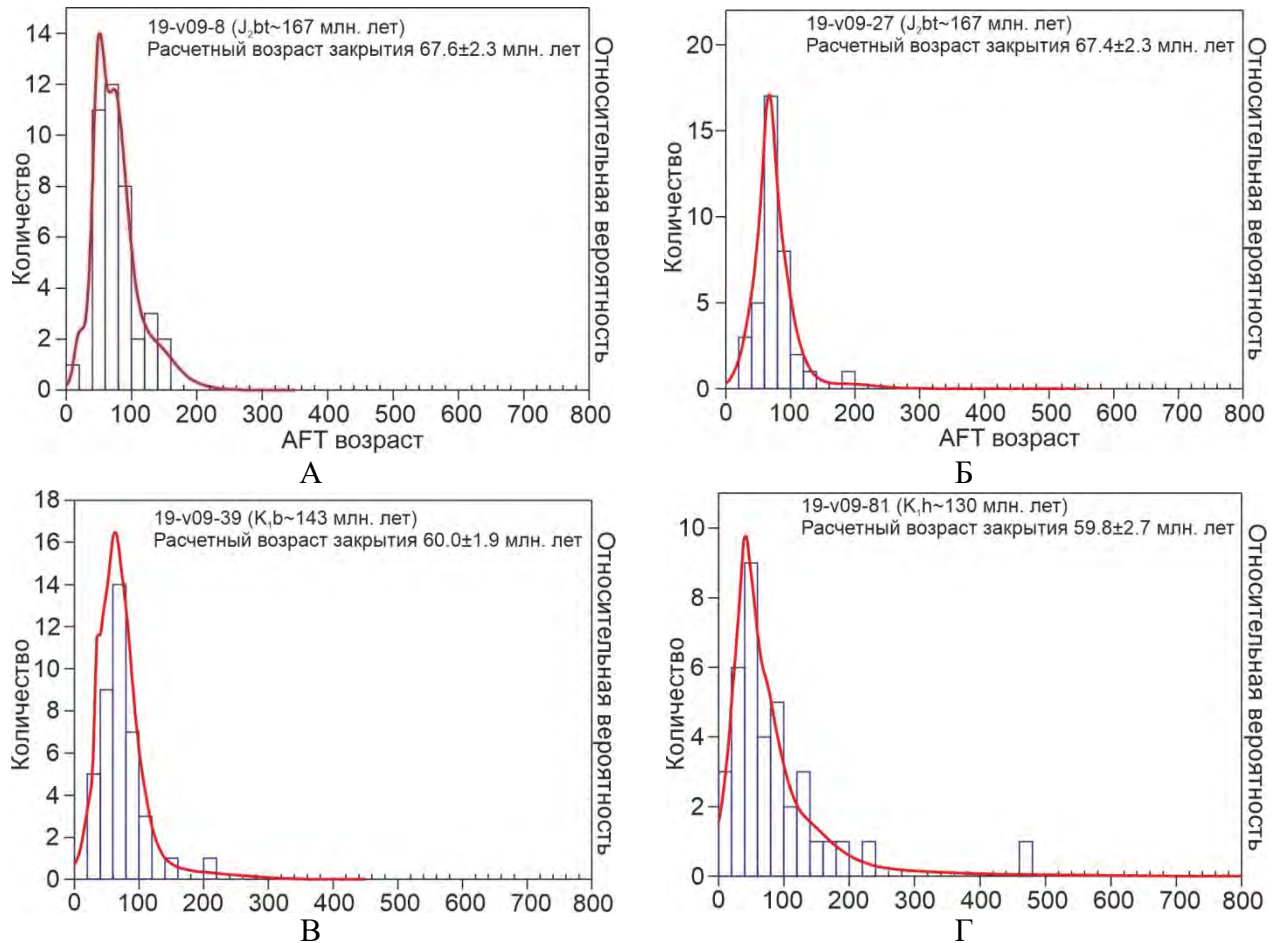 19-v09-8 (J₂bt~167 млн. лет)
Расчетный возраст закрытия 67.6±2.3 млн. лет
Количество
14
12
10
8
6
4
2
0
0 100 200 300 400 500 600 700 800
AFT возраст
Относительная вероятность
А
19-v09-27 (J₂bt~167 млн. лет)
Расчетный возраст закрытия 67.4±2.3 млн. лет
Количество
20
15
10
5
0
0 100 200 300 400 500 600 700 800
AFT возраст
Относительная вероятность
Б
19-v09-39 (K₁b~143 млн. лет)
Расчетный возраст закрытия 60.0±1.9 млн. лет
Количество
18
16
14
12
10
8
6
4
2
0
0 100 200 300 400 500 600 700 800
Относительная вероятность
В
19-v09-81 (K₁h~130 млн. лет)
Расчетный возраст закрытия 59.8±2.7 млн. лет
Количество
10
8
6
4
2
0
0 100 200 300 400 500 600 700 800
Относительная вероятность
Г